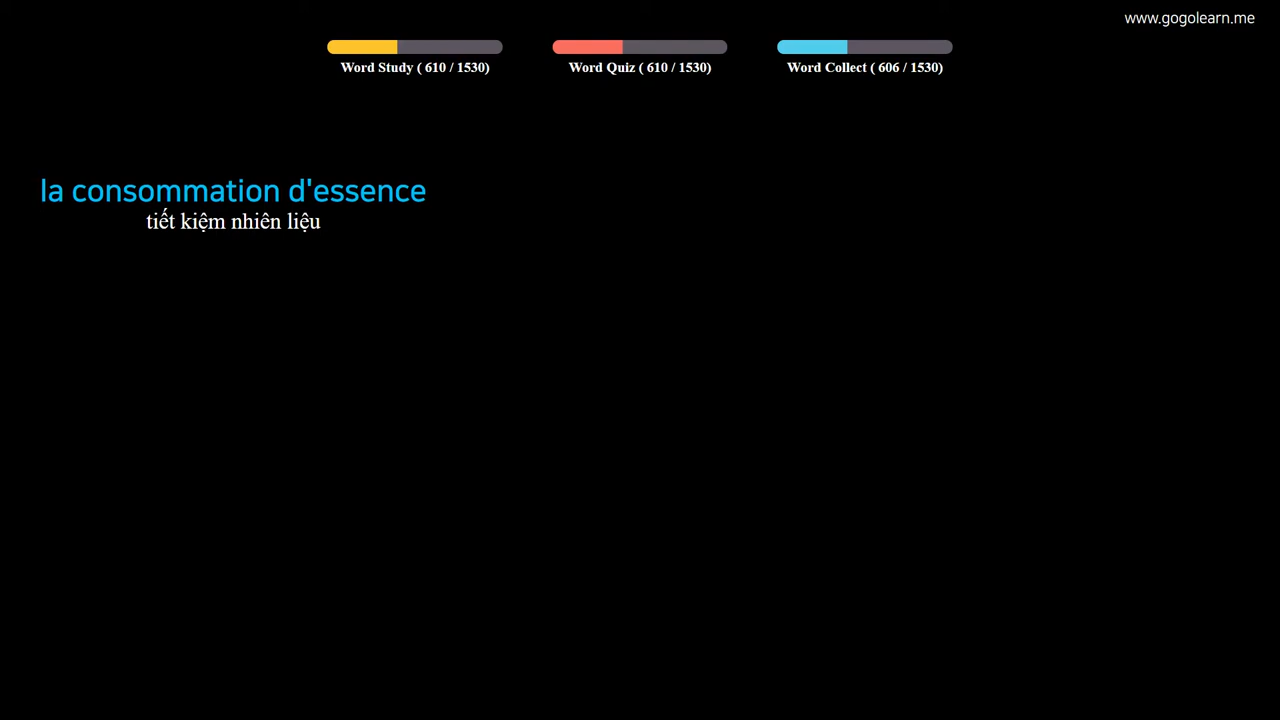 www.gogolearn.me
Word Study ( 610 / 1530)
Word Quiz ( 610 / 1530)
Word Collect ( 606 / 1530)
la consommation d'essence
tiết kiệm nhiên liệu